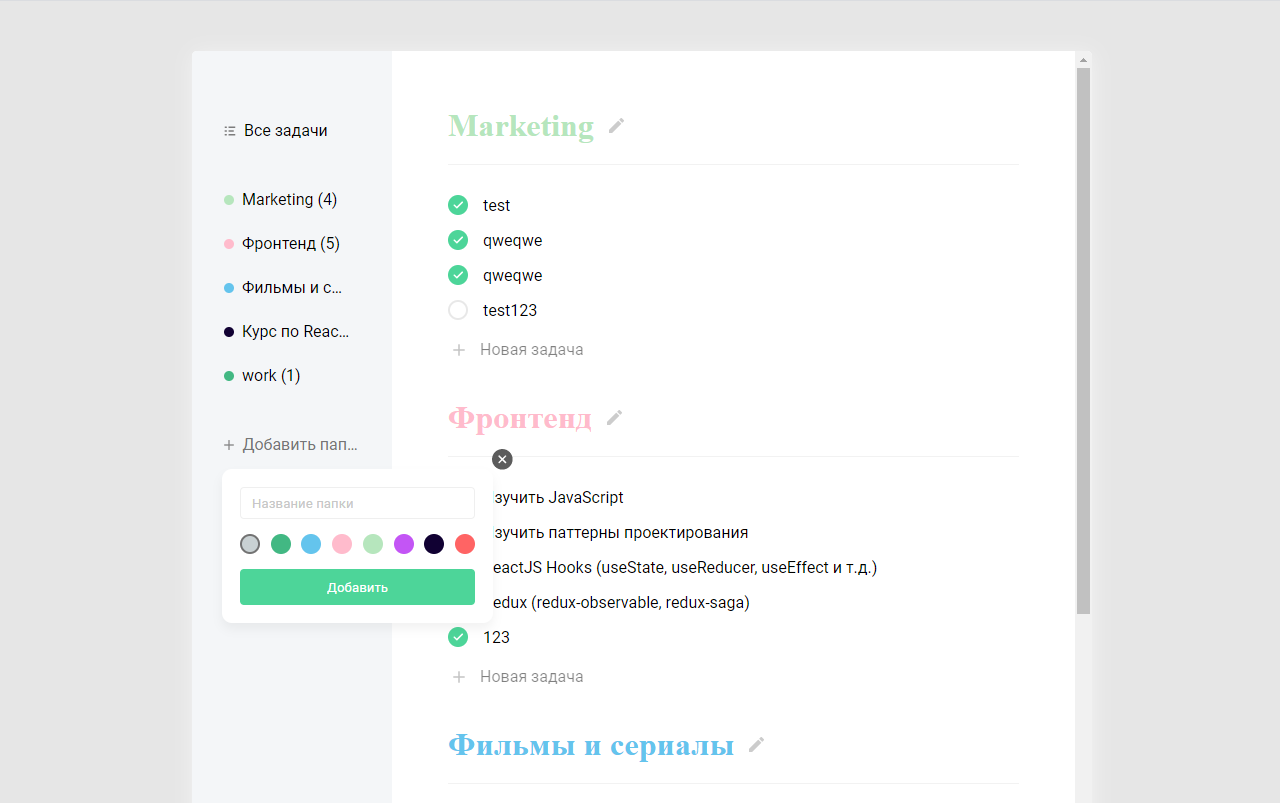 Все задачи
Marketing (4)
Фронтенд (5)
Фильмы и с...
Курс по Reac...
work (1)
Добавить пап...
Название папки
Добавить
Marketing
test
qweqwe
qweqwe
test123
Новая задача
Фронтенд
зучить JavaScript
зучить паттерны проектирования
eactJS Hooks (useState, useReducer, useEffect и т.д.)
edux (redux-observable, redux-saga)
123
Новая задача
Фильмы и сериалы